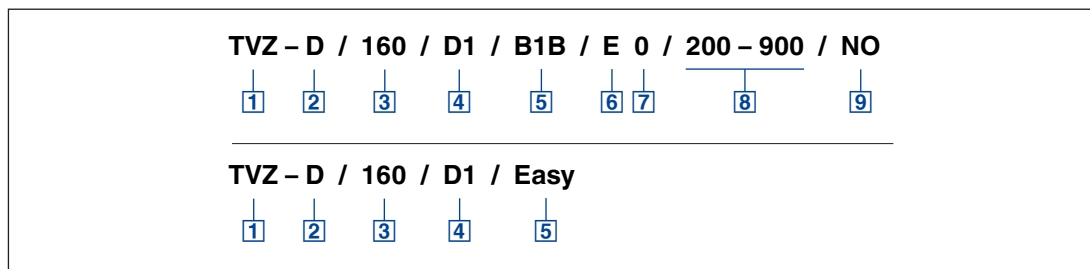 TVZ – D / 160 / D1 / B1B / E 0 / 200 – 900 / NO
1 2 3 4 5 6 7 8 9
TVZ – D / 160 / D1 / Easy
1 2 3 4 5